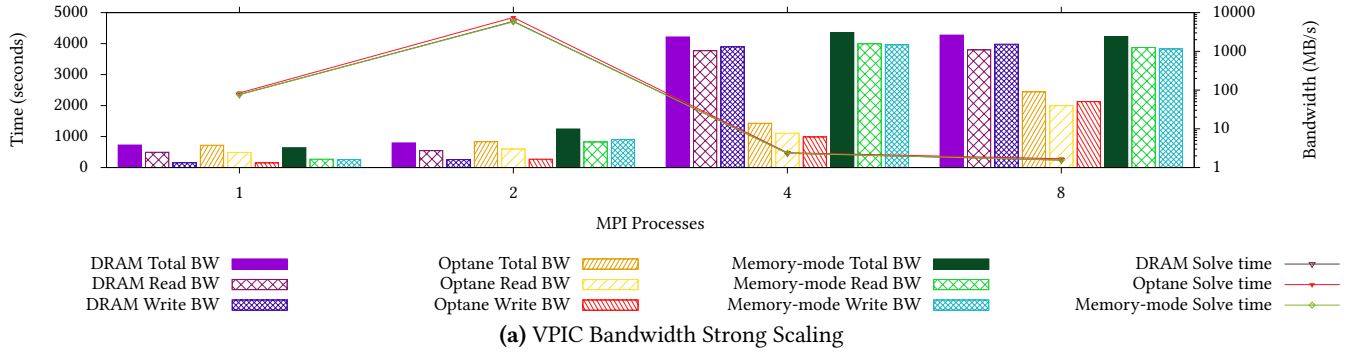 Time (seconds)
5000
4000
3000
2000
1000
0
10000
1000
100
10
1
Bandwidth (MB/s)
1 2 4 8
MPI Processes
DRAM Total BW Optane Total BW Memory-mode Total BW DRAM Solve time
DRAM Read BW Optane Read BW Memory-mode Read BW Optane Solve time
DRAM Write BW Optane Write BW Memory-mode Write BW Memory-mode Solve time
(a) VPIC Bandwidth Strong Scaling